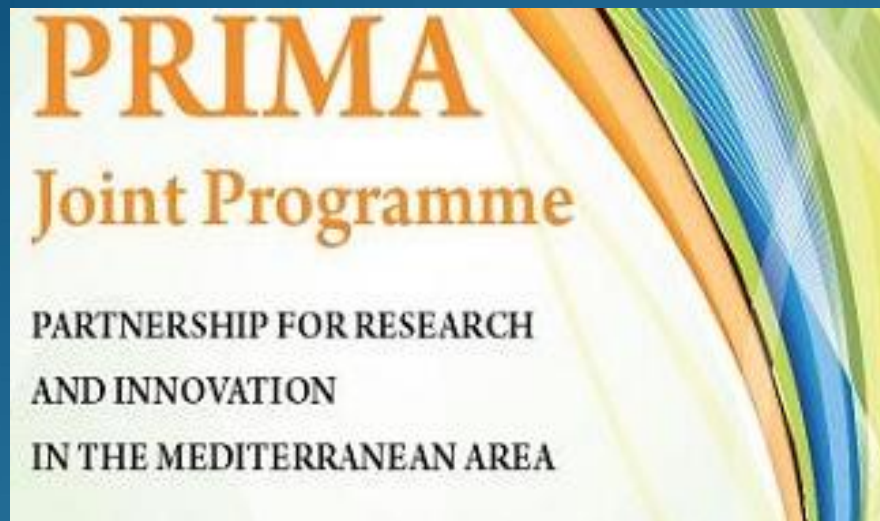 PRIMA
Joint Programme
PARTNERSHIP FOR RESEARCH
AND INNOVATION
IN THE MEDITERRANEAN AREA